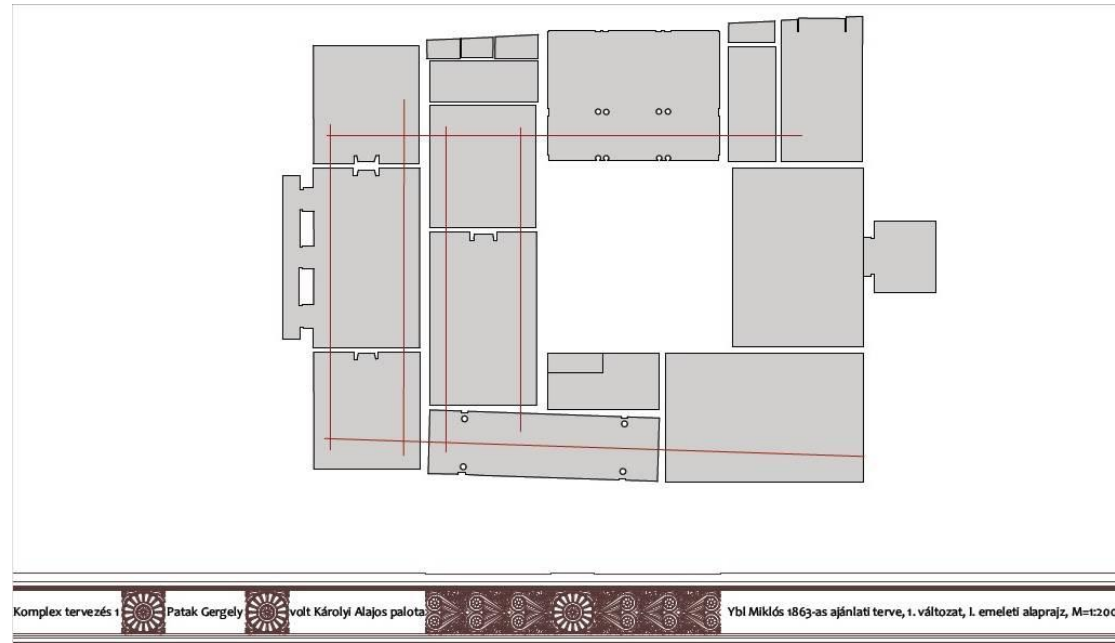 Komplex tervezés 1 Patak Gergely volt Károlyi Alajos palota Ybl Miklós 1863-as ajánlati terve, 1. változat, I. emeleti alaprajz, M=1:200